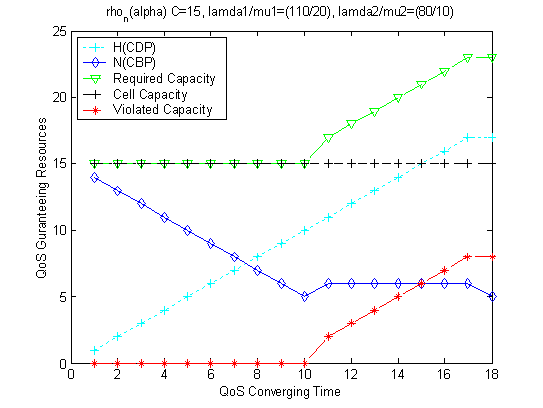 rho_n(alpha) C=15, lamda1/mu1=(110/20), lamda2/mu2=(80/10)
25
20
15
10
5
0
H(CDP)
N(CBP)
Required Capacity
Cell Capacity
Violated Capacity
QoS Guranteeing Resources
0 2 4 6 8 10 12 14 16 18
QoS Converging Time